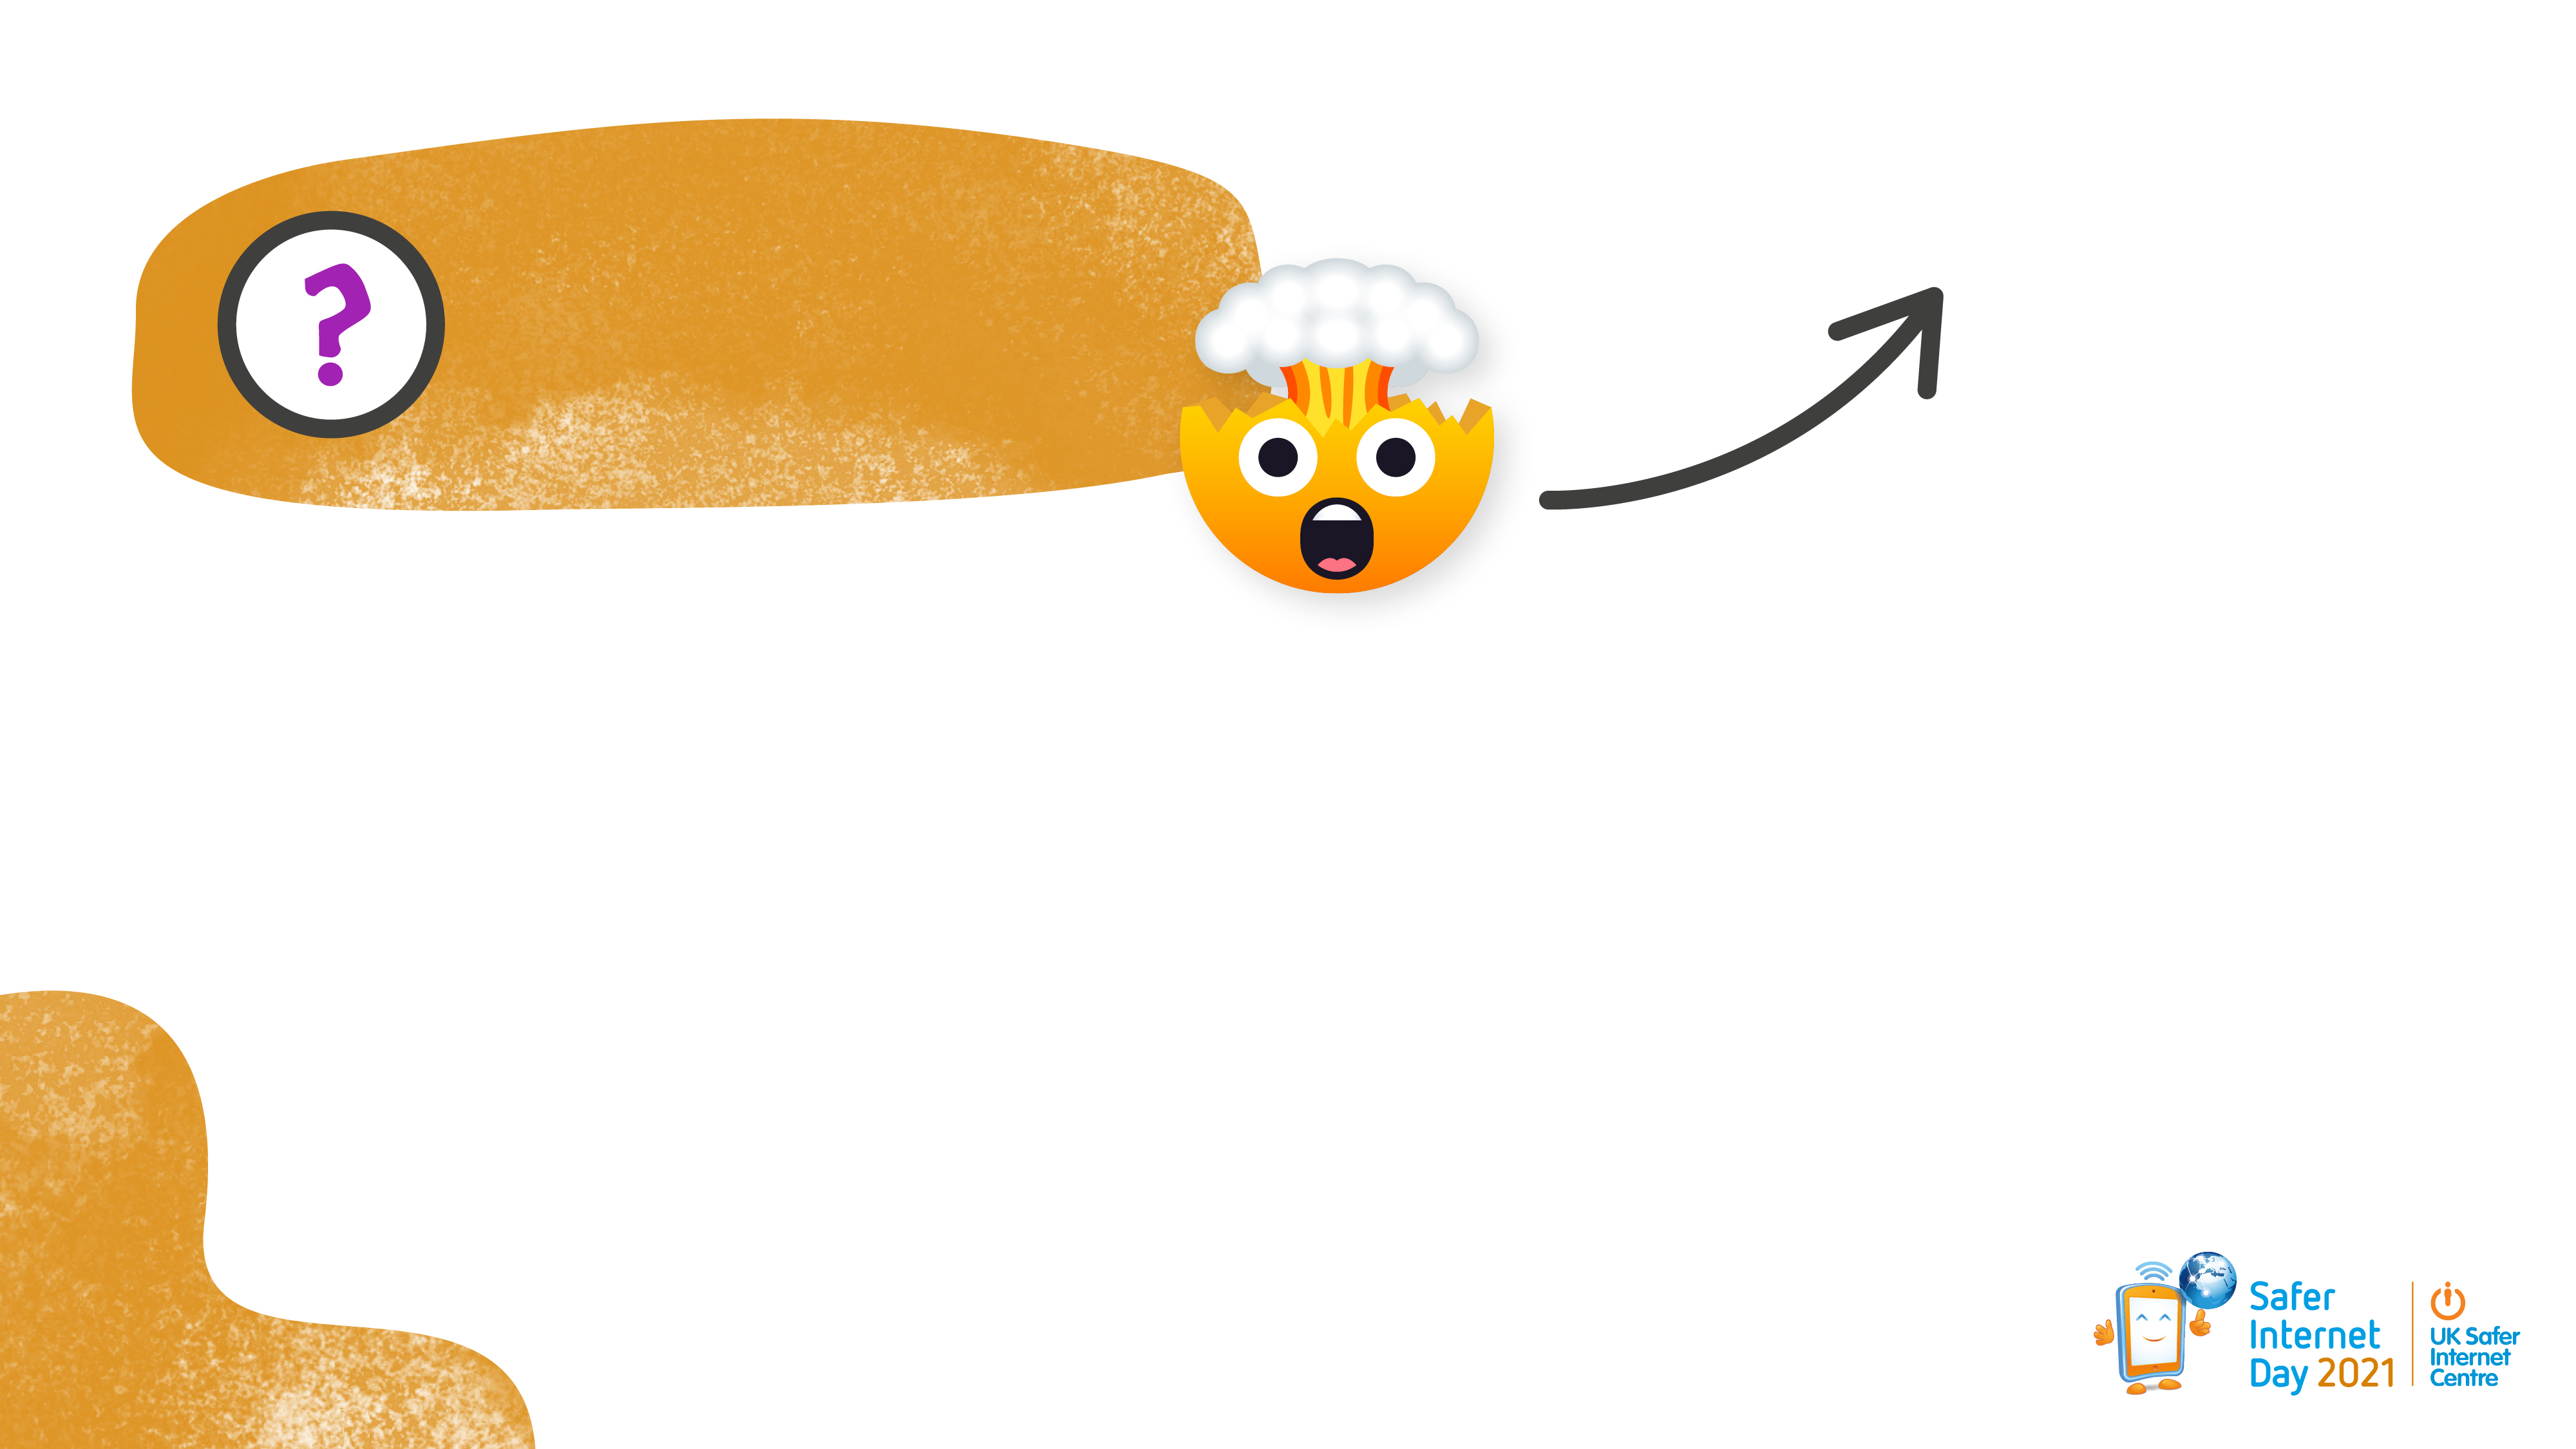 ?
Safer
Internet
Day 2021
UK Safer
Internet
Centre